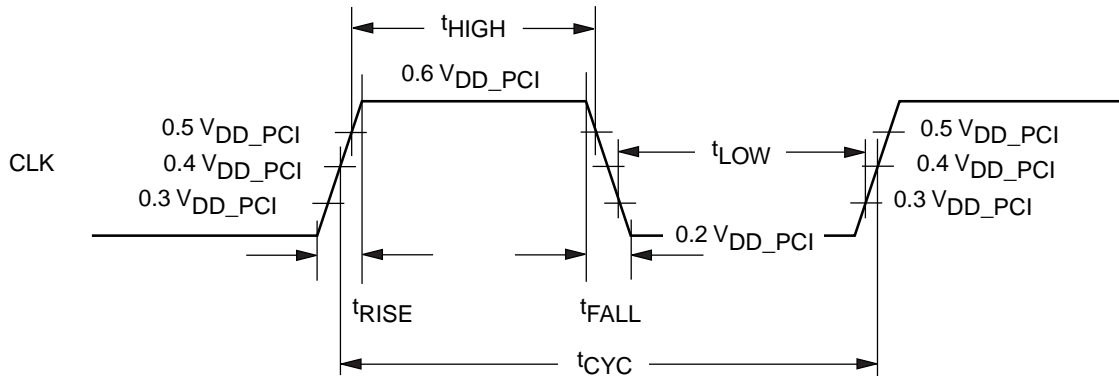 tHIGH
0.6 VDD_PCI
0.5 VDD_PCI
0.5 VDD_PCI
tLOW
CLK
0.4 VDD_PCI
0.4 VDD_PCI
0.3 VDD_PCI
0.3 VDD_PCI
0.2 VDD_PCI
tRISE
tFALL
tCYC